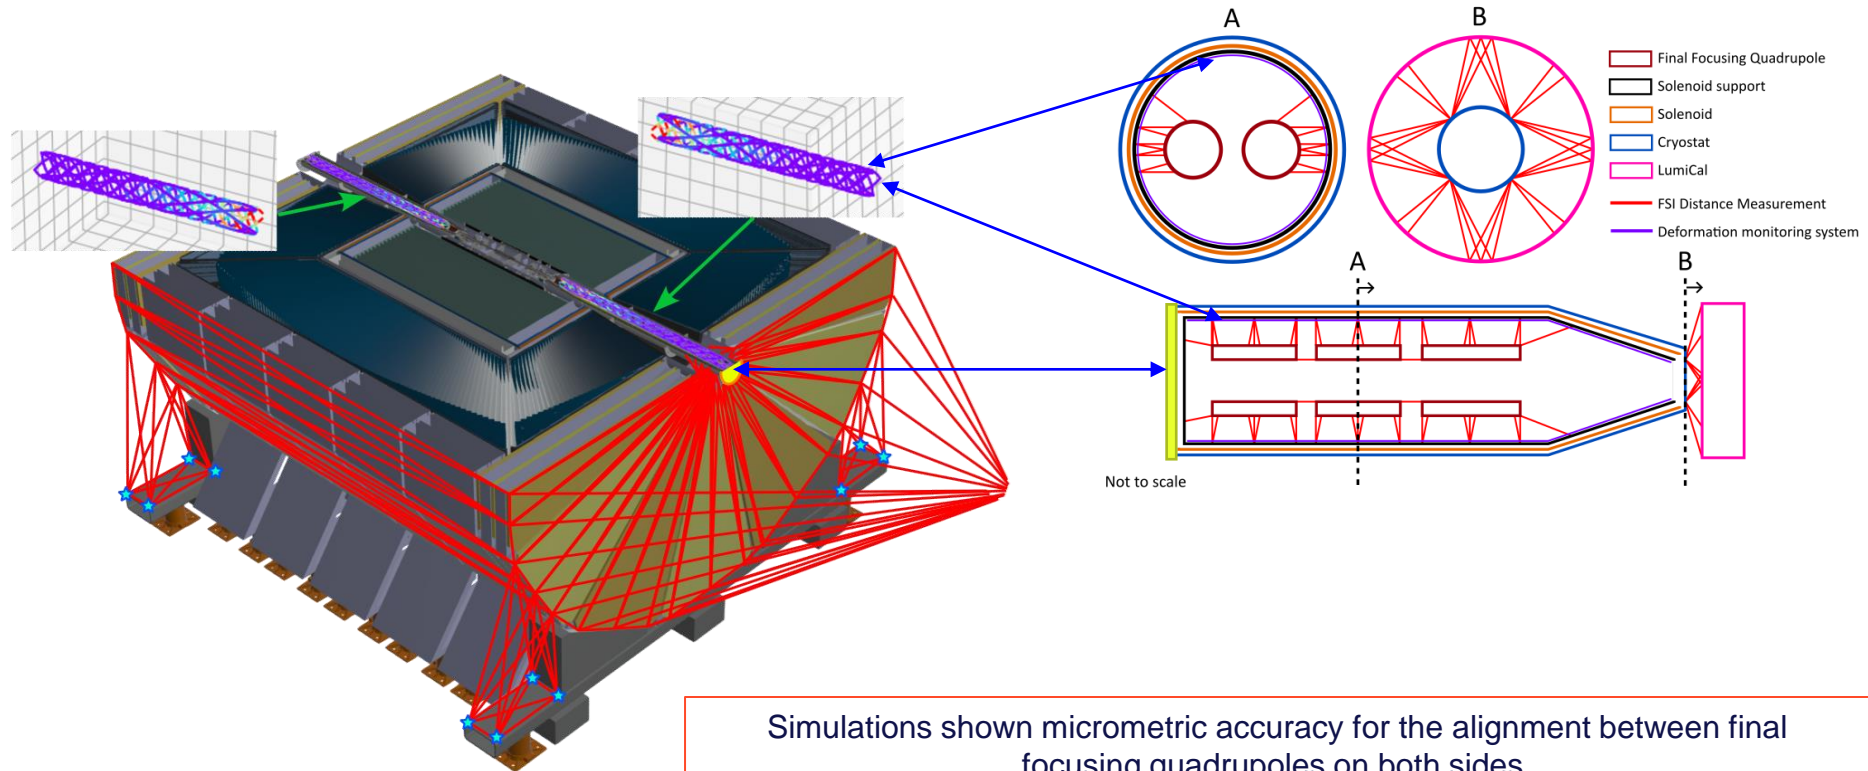 A
B
Final Focusing Quadrupole
Solenoid support
Solenoid
Cryostat
LumiCal
FSI Distance Measurement
Deformation monitoring system
A
B
Not to scale
Simulations shown micrometric accuracy for the alignment between final
focusing quadrupoles on both sides